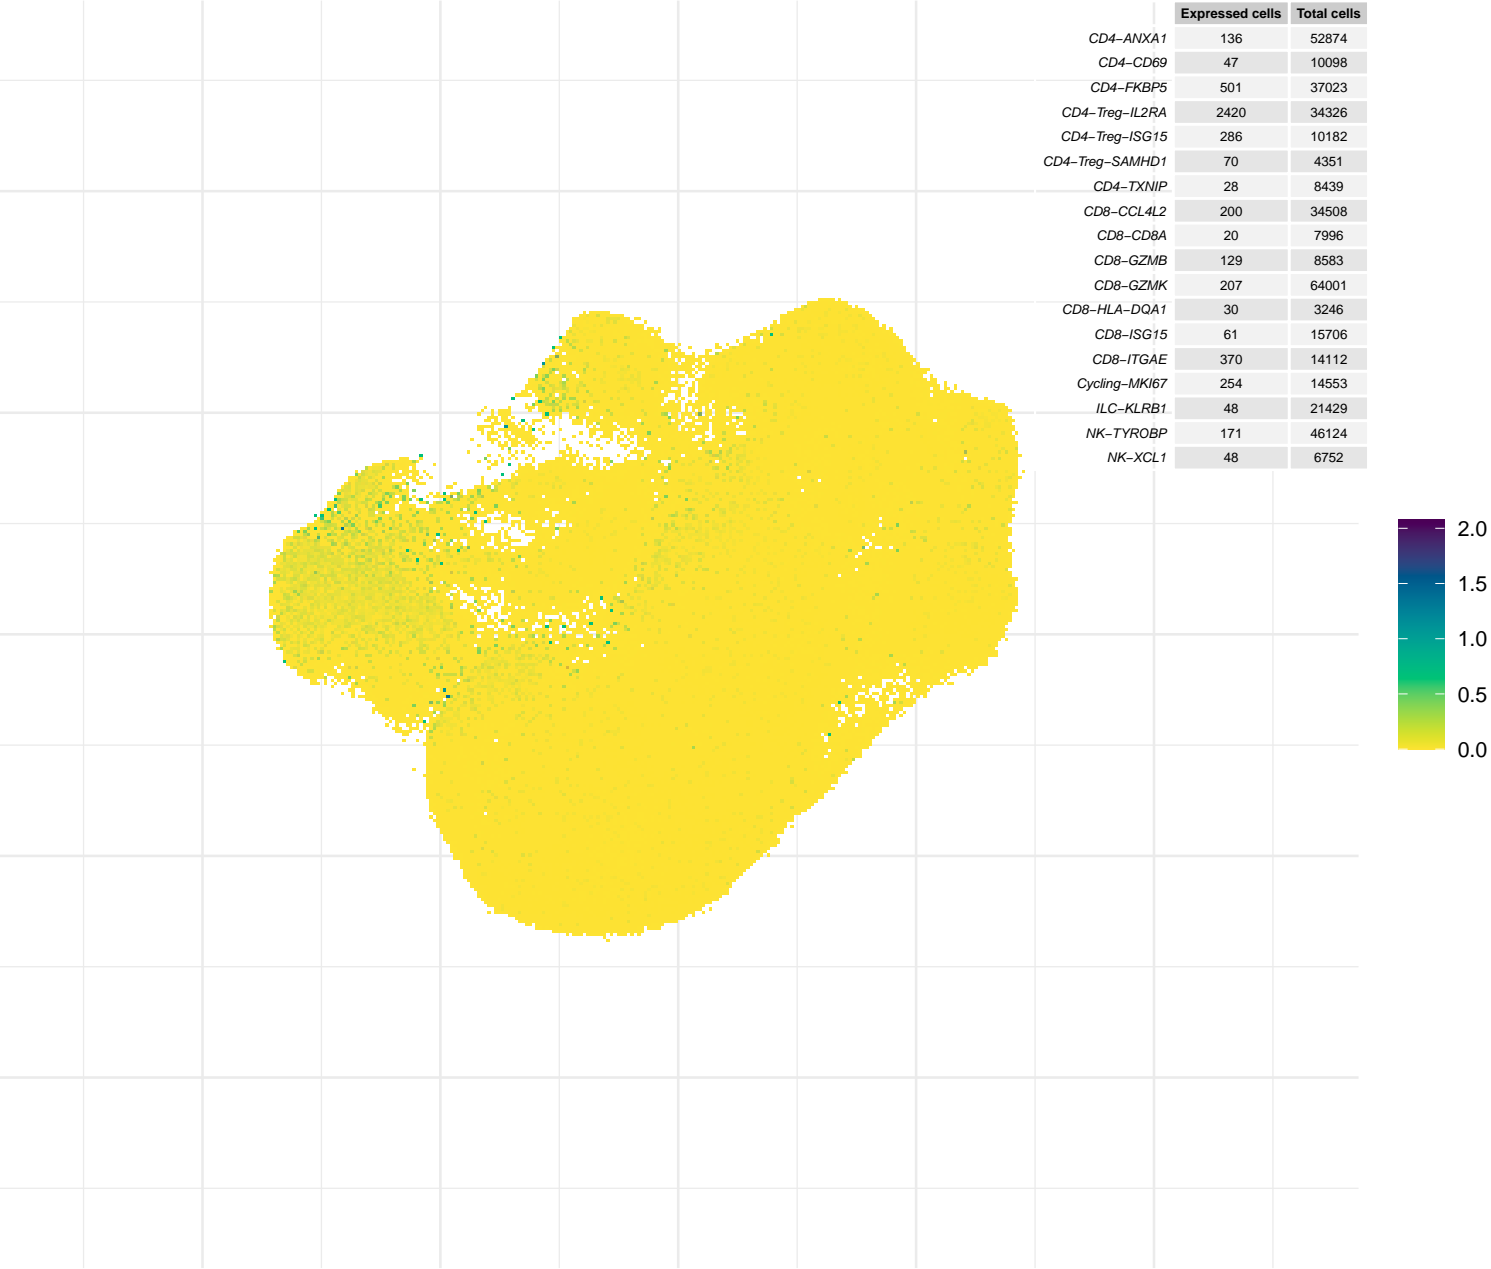 Expressed cells Total cells
CD4−ANXA1 136 52874
CD4−CD69 47 10098
CD4−FKBP5 501 37023
CD4−Treg−IL2RA 2420 34326
CD4−Treg−ISG15 286 10182
CD4−Treg−SAMHD1 70 4351
CD4−TXNIP 28 8439
CD8−CCL4L2 200 34508
CD8−CD8A 20 7996
CD8−GZMB 129 8583
CD8−GZMK 207 64001
CD8−HLA−DQA1 30 3246
CD8−ISG15 61 15706
CD8−ITGAE 370 14112
Cycling−MKI67 254 14553
ILC−KLRB1 48 21429
NK−TYROBP 171 46124
NK−XCL1 48 6752
2.0
1.5
1.0
0.5
0.0